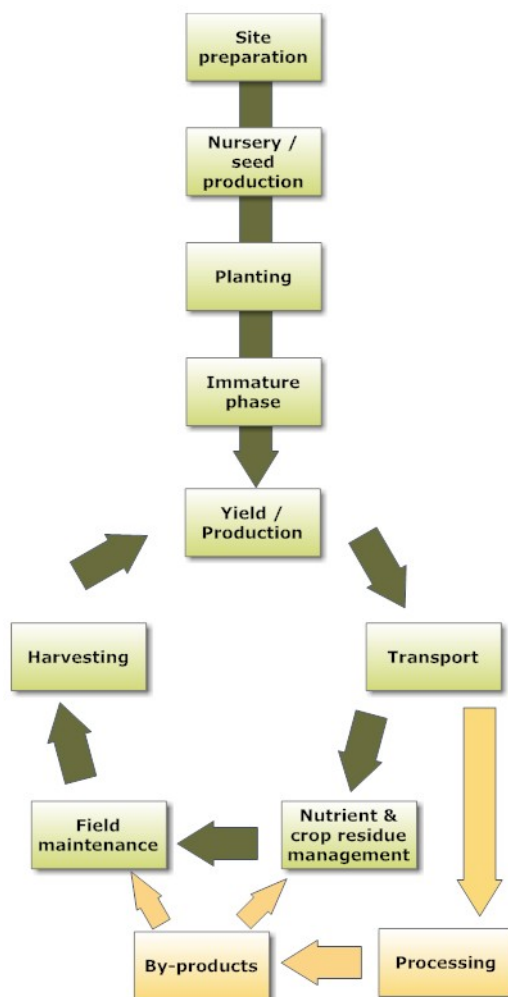 Site
preparation
Nursery /
seed
production
Planting
Immature
phase
Yield /
Production
Harvesting
Transport
Field
maintenance
Nutrient &
crop residue
management
By-products
Processing